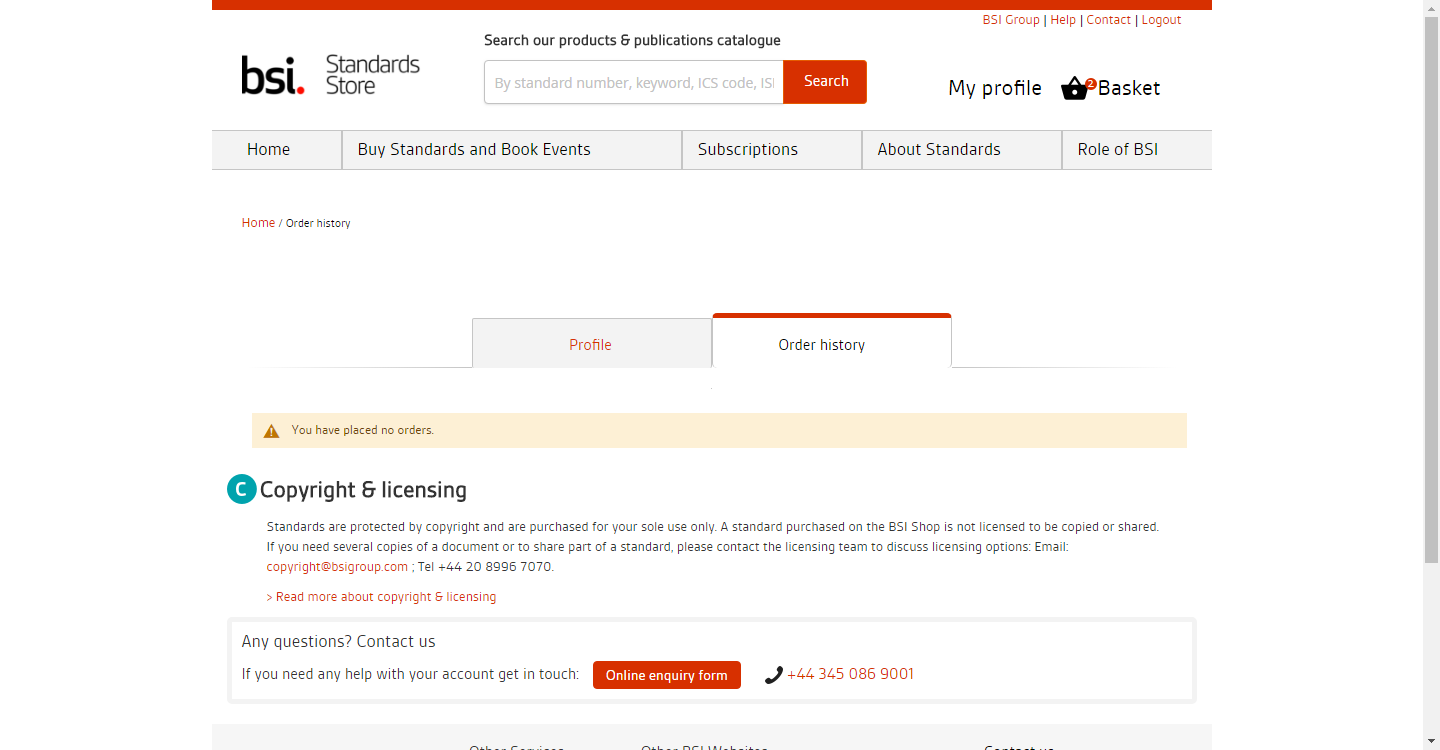 BSI Group | Help | Contact | Logout
Search our products & publications catalogue
bsi. Standards Store
By standard number, keyword, ICS code, ISI
Search
My profile
2
Basket
Home
Buy Standards and Book Events
Subscriptions
About Standards
Role of BSI
Home / Order history
Profile
Order history
You have placed no orders.
C Copyright & licensing
Standards are protected by copyright and are purchased for your sole use only. A standard purchased on the BSI Shop is not licensed to be copied or shared.
If you need several copies of a document or to share part of a standard, please contact the licensing team to discuss licensing options: Email:
copyright@bsigroup.com ; Tel +44 20 8996 7070.
> Read more about copyright & licensing
Any questions? Contact us
If you need any help with your account get in touch:
Online enquiry form
+44 345 086 9001
Other Services
Other BSI Websites
Contact us